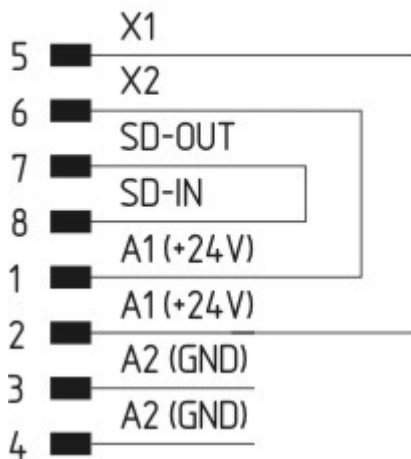 X1
5
X2
6
SD-OUT
7
SD-IN
8
A1 (+24V)
1
A1 (+24V)
2
A2 (GND)
3
A2 (GND)
4